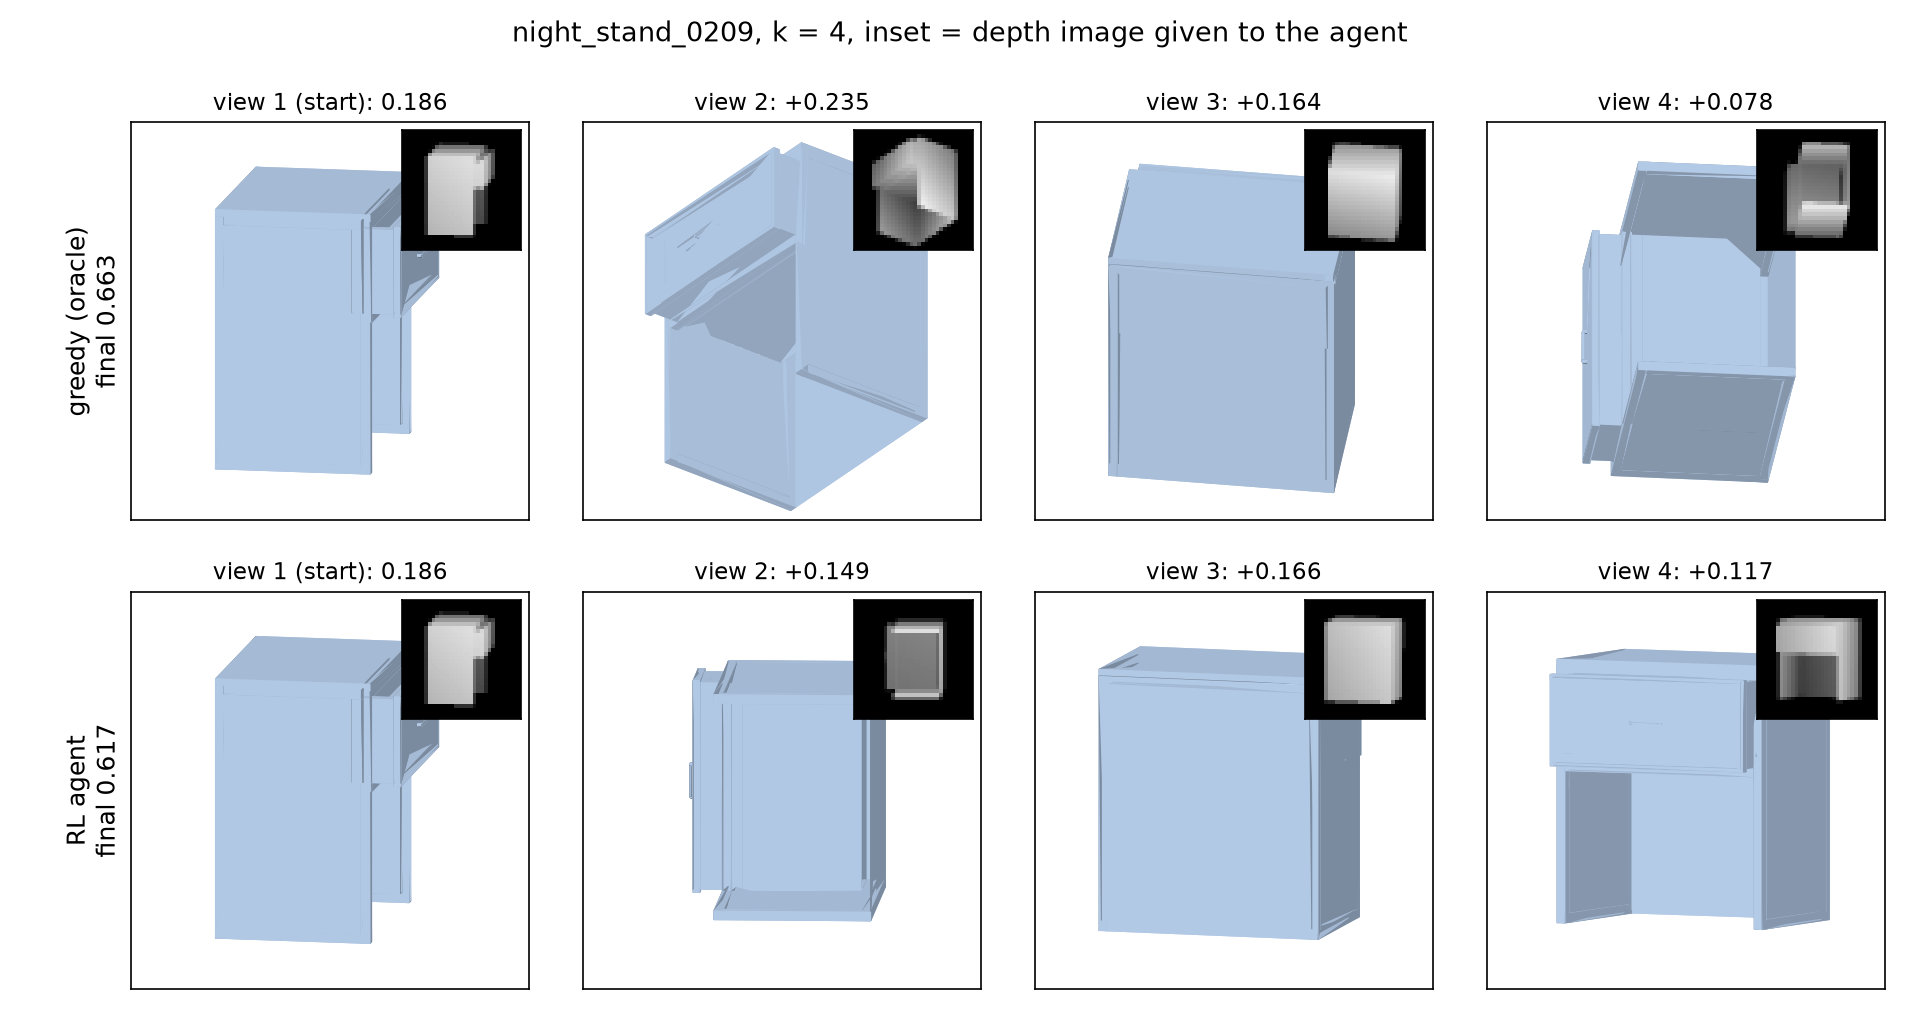 night_stand_0209, k = 4, inset = depth image given to the agent
greedy (oracle)
final 0.663
view 1 (start): 0.186
view 2: +0.235
view 3: +0.164
view 4: +0.078
RL agent
final 0.617
view 1 (start): 0.186
view 2: +0.149
view 3: +0.166
view 4: +0.117